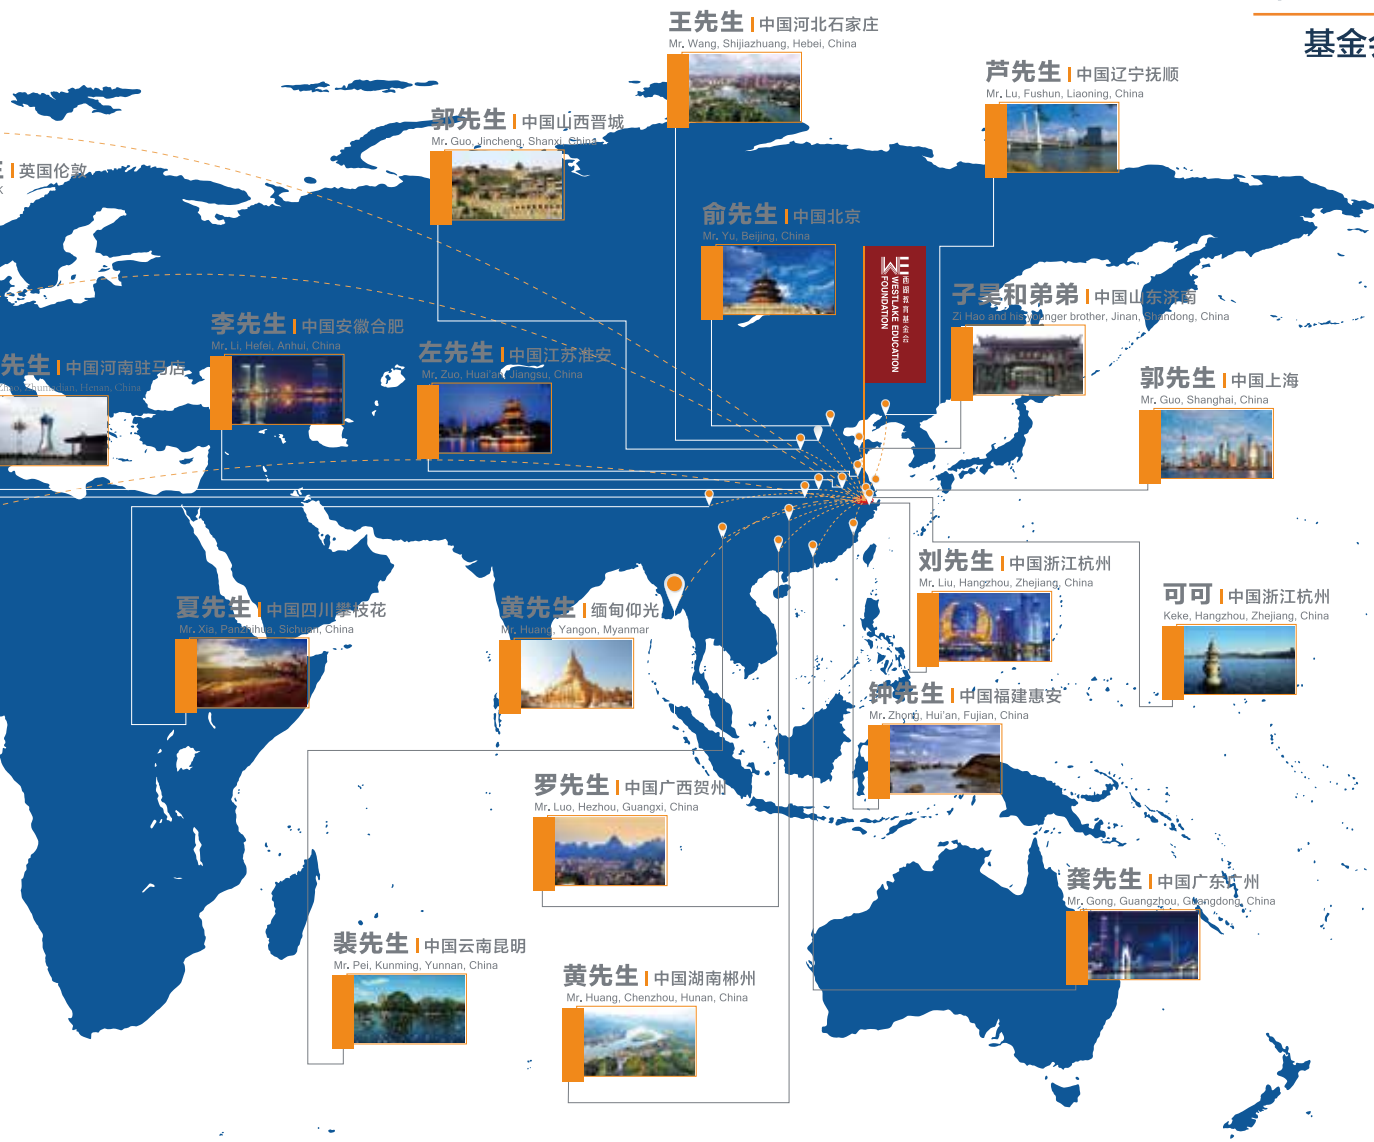 基金
王先生 | 中国河北石家庄
Mr. Wang, Shijiazhuang, Hebei, China
芦先生 | 中国辽宁抚顺
Mr. Lu, Fushun, Liaoning, China
郭先生 | 中国山西晋城
Mr. Guo, Jincheng, Shanxi, China
| 英国伦敦
俞先生 | 中国北京
Mr. Yu, Beijing, China
西湖教育基金会
WESTLAKE EDUCATION
FOUNDATION
子昊和弟弟 | 中国山东济南
Zi Hao and his younger brother, Jinan, Shandong, China
李先生 | 中国安徽合肥
Mr. Li, Hefei, Anhui, China
左先生 | 中国江苏淮安
Mr. Zuo, Huai'an, Jiangsu, China
先生 | 中国河南驻马店
Zhumadian, Henan, China
郭先生 | 中国上海
Mr. Guo, Shanghai, China
刘先生 | 中国浙江杭州
Mr. Liu, Hangzhou, Zhejiang, China
可可 | 中国浙江杭州
Keke, Hangzhou, Zhejiang, China
夏先生 | 中国四川攀枝花
Mr. Xia, Panzhihua, Sichuan, China
黄先生 | 缅甸仰光
Mr. Huang, Yangon, Myanmar
钟先生 | 中国福建惠安
Mr. Zhong, Hui'an, Fujian, China
罗先生 | 中国广西贺州
Mr. Luo, Hezhou, Guangxi, China
龚先生 | 中国广东广州
Mr. Gong, Guangzhou, Guangdong, China
裴先生 | 中国云南昆明
Mr. Pei, Kunming, Yunnan, China
黄先生 | 中国湖南郴州
Mr. Huang, Chenzhou, Hunan, China